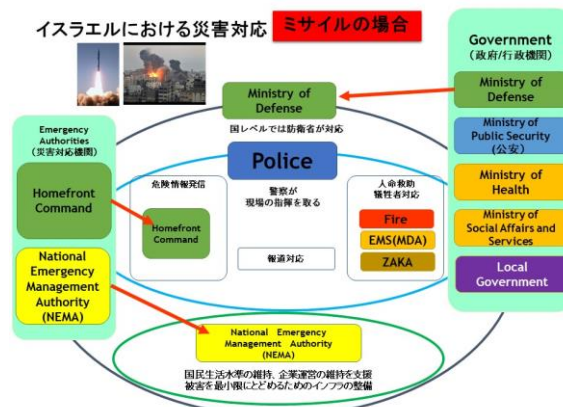 イスラエルにおける災害対応
ミサイルの場合
Government
(政府/行政機関)
Ministry of
Defense
Ministry of
Public Security
(公安)
Ministry of
Health
Ministry of
Social Affairs and
Services
Local
Government
Ministry of
Defense
国レベルでは防衛省が対応
Emergency
Authorities
(災害対応機関)
Homefront
Command
National
Emergency
Management
Authority
(NEMA)
Police
警察が
現場の指揮を取る
危険情報発信
Homefront
Command
報道対応
人命救助
犠牲者対応
Fire
EMS(MDA)
ZAKA
National Emergency
Management Authority
(NEMA)
国民生活水準の維持、企業運営の維持を支援
被害を最小限にとどめるためのインフラの整備